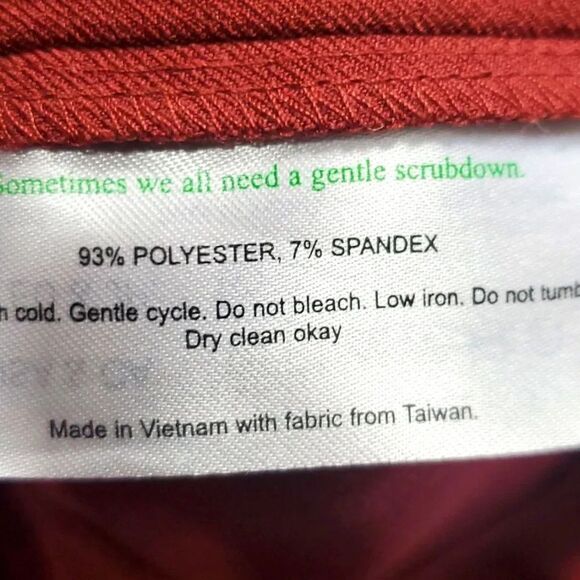 Sometimes we all need a gentle scrubdown.
93% POLYESTER, 7% SPANDEX
cold. Gentle cycle. Do not bleach. Low iron. Do not
Dry clean okay
Made in Vietnam with fabric from Taiwan.